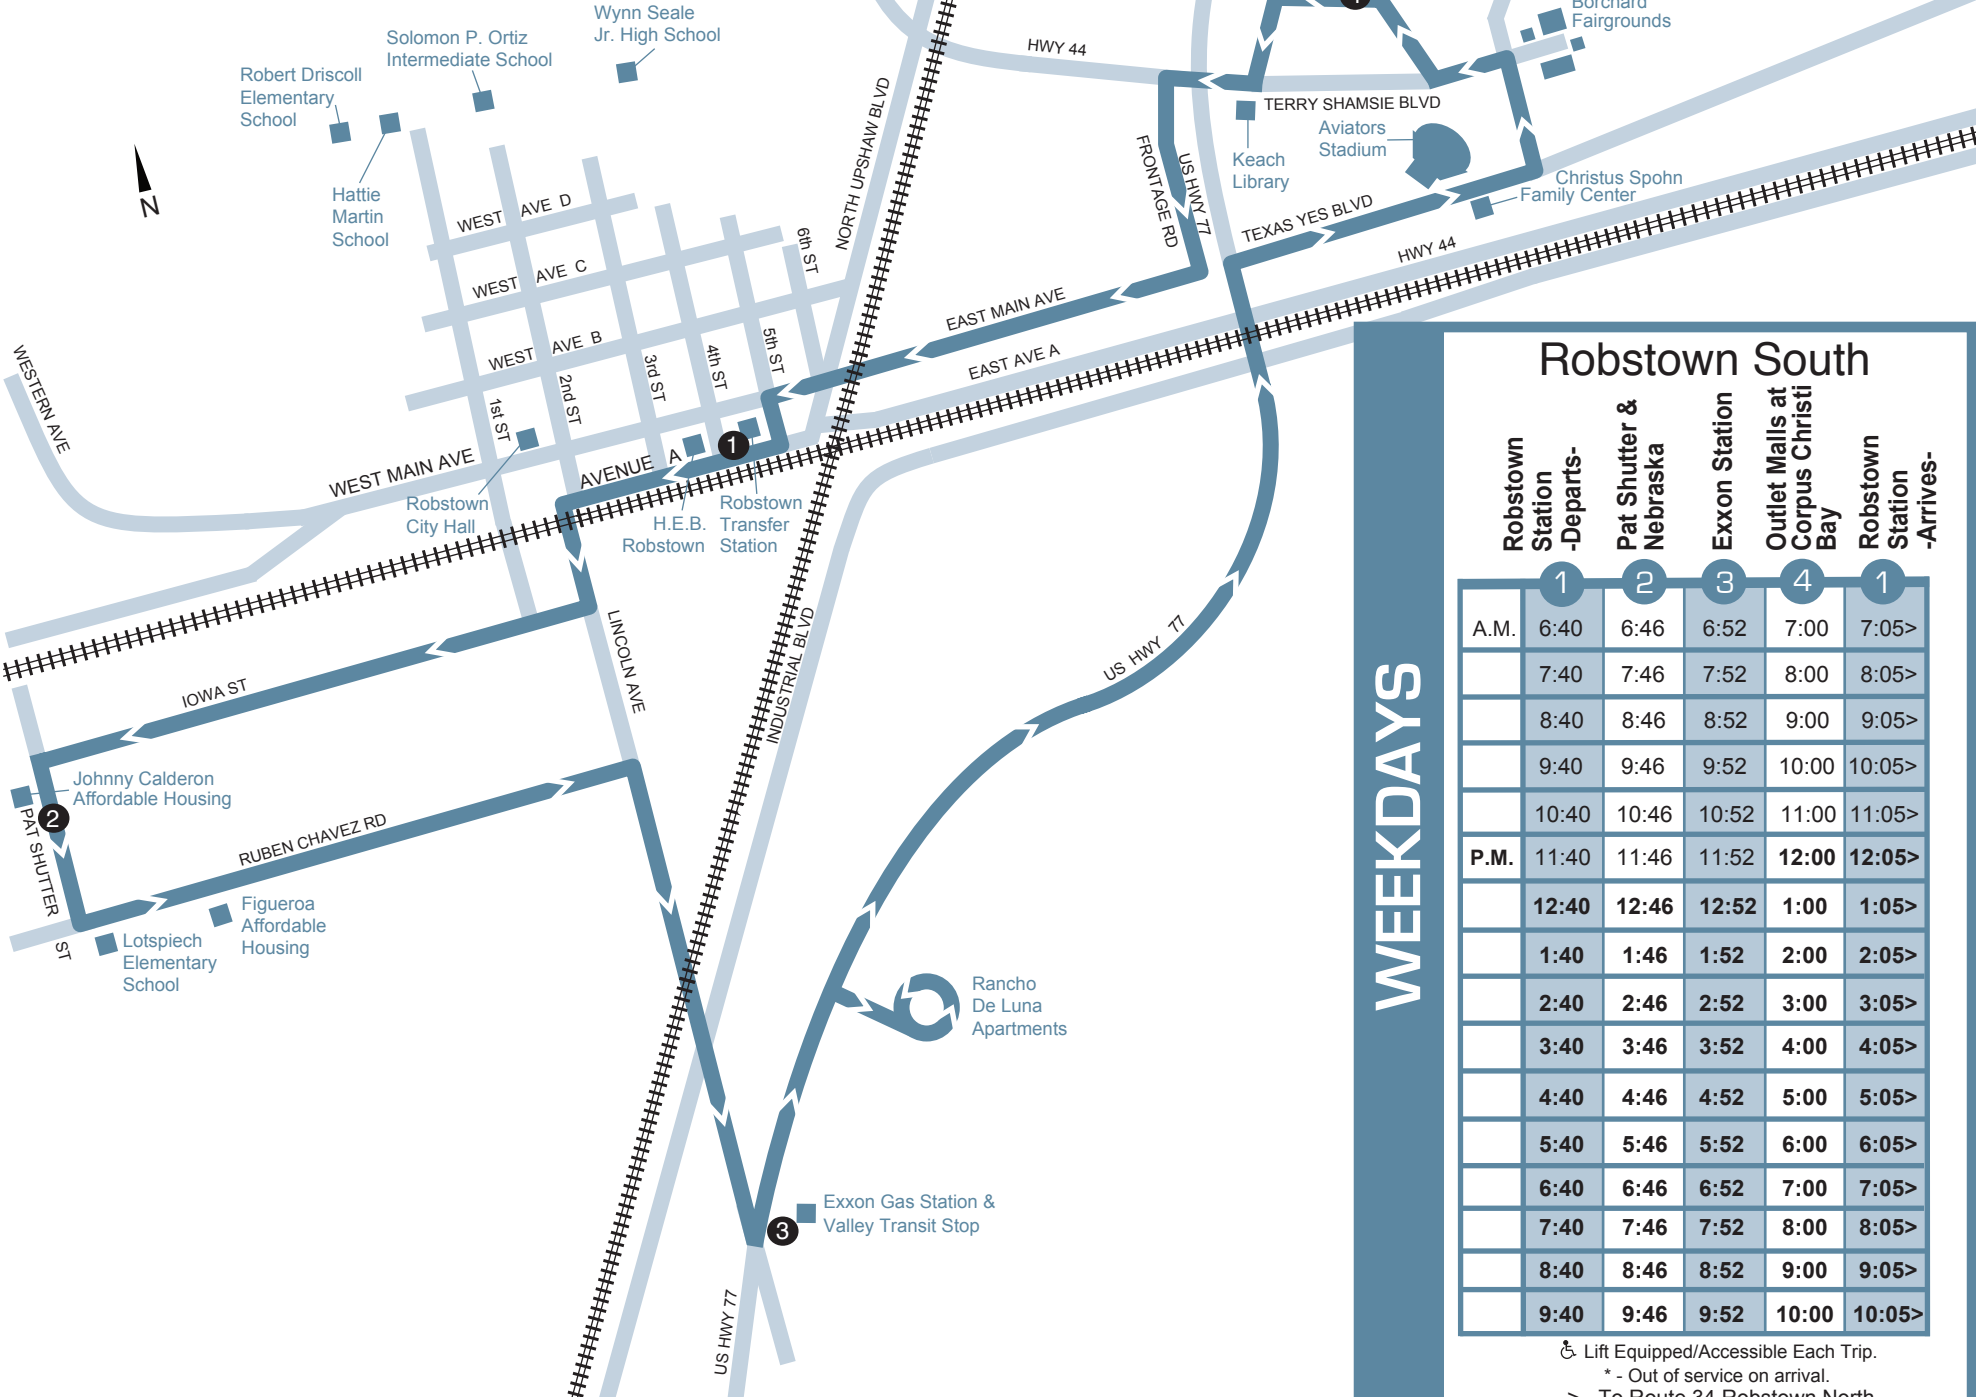 Wynn Seale
Jr. High School
Solomon P. Ortiz
Intermediate School
Robert Driscoll
Elementary
School
Hattie
Martin
School
N
HWY 44
Borchard
Fairgrounds
TERRY SHAMSIE BLVD
Aviators
Stadium
Keach
Library
Christus Spohn
Family Center
TEXAS YES BLVD
HWY 44
FRONTAGE RD
US HWY 77
NORTH UPSHAW BLVD
WEST AVE D
WEST AVE C
WEST AVE B
6th ST
5th ST
4th ST
3rd ST
2nd ST
1st ST
WESTERN AVE
WEST MAIN AVE
EAST MAIN AVE
EAST AVE A
AVENUE A
1
Robstown
City Hall
H.E.B.
Robstown
Robstown
Transfer
Station
LINCOLN AVE
INDUSTRIAL BLVD
US HWY 77
IOWA ST
Johnny Calderon
Affordable Housing
2
PAT SHUTTER ST
RUBEN CHAVEZ RD
Figueroa
Affordable
Housing
Lotspiech
Elementary
School
Rancho
De Luna
Apartments
Exxon Gas Station &
Valley Transit Stop
3
US HWY 77
WEEKDAYS
Robstown South
Robstown
Station
-Departs-
Pat Shutter &
Nebraska
Exxon Station
Outlet Malls at
Corpus Christi
Bay
Robstown
Station
-Arrives-
1 2 3 4 1
A.M. 6:40 6:46 6:52 7:00 7:05>
7:40 7:46 7:52 8:00 8:05>
8:40 8:46 8:52 9:00 9:05>
9:40 9:46 9:52 10:00 10:05>
10:40 10:46 10:52 11:00 11:05>
P.M. 11:40 11:46 11:52 12:00 12:05>
12:40 12:46 12:52 1:00 1:05>
1:40 1:46 1:52 2:00 2:05>
2:40 2:46 2:52 3:00 3:05>
3:40 3:46 3:52 4:00 4:05>
4:40 4:46 4:52 5:00 5:05>
5:40 5:46 5:52 6:00 6:05>
6:40 6:46 6:52 7:00 7:05>
7:40 7:46 7:52 8:00 8:05>
8:40 8:46 8:52 9:00 9:05>
9:40 9:46 9:52 10:00 10:05>
Lift Equipped/Accessible Each Trip.
* - Out of service on arrival.
> - To Route 34 Robstown North